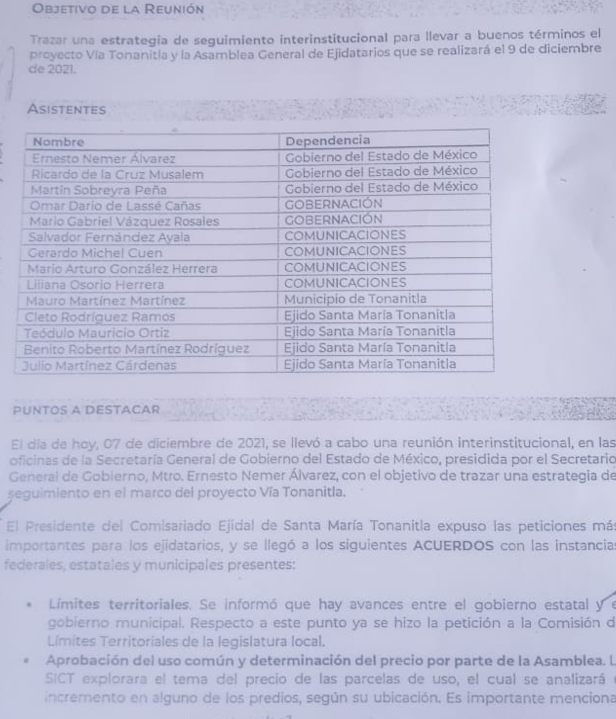 OBJETIVO DE LA REUNIÓN
Trazar una estrategia de seguimiento interinstitucional para llevar a buenos términos el
proyecto Vía Tonanitla y la Asamblea General de Ejidatarios que se realizará el 9 de diciembre
de 2021.
ASISTENTES
Nombre Dependencia
Ernesto Nemer Álvarez Gobierno del Estado de México
Ricardo de la Cruz Musalem Gobierno del Estado de México
Martín Sobreyra Peña Gobierno del Estado de México
Omar Darío de Lassé Cañas GOBERNACIÓN
Mario Gabriel Vázquez Rosales GOBERNACIÓN
Salvador Fernández Ayala COMUNICACIONES
Gerardo Michel Cuen COMUNICACIONES
Mario Arturo González Herrera COMUNICACIONES
Liliana Osorio Herrera COMUNICACIONES
Mauro Martínez Martínez Municipio de Tonanitla
Cleto Rodríguez Ramos Ejido Santa María Tonanitla
Teódulo Mauricio Ortiz Ejido Santa María Tonanitla
Benito Roberto Martínez Rodríguez Ejido Santa María Tonanitla
Julio Martínez Cárdenas Ejido Santa María Tonanitla
PUNTOS A DESTACAR
El día de hoy, 07 de diciembre de 2021, se llevó a cabo una reunión interinstitucional, en las
oficinas de la Secretaría General de Gobierno del Estado de México, presidida por el Secretario
General de Gobierno, Mtro. Ernesto Nemer Álvarez, con el objetivo de trazar una estrategia de
seguimiento en el marco del proyecto Vía Tonanitla.
El Presidente del Comisariado Ejidal de Santa María Tonanitla expuso las peticiones más
importantes para los ejidatarios, y se llegó a los siguientes ACUERDOS con las instancias
federales, estatales y municipales presentes:
• Límites territoriales. Se informó que hay avances entre el gobierno estatal y e
gobierno municipal. Respecto a este punto ya se hizo la petición a la Comisión d
Límites Territoriales de la legislatura local.
• Aprobación del uso común y determinación del precio por parte de la Asamblea. L
SICT explorara el tema del precio de las parcelas de uso, el cual se analizará
incremento en alguno de los predios, según su ubicación. Es importante menciona